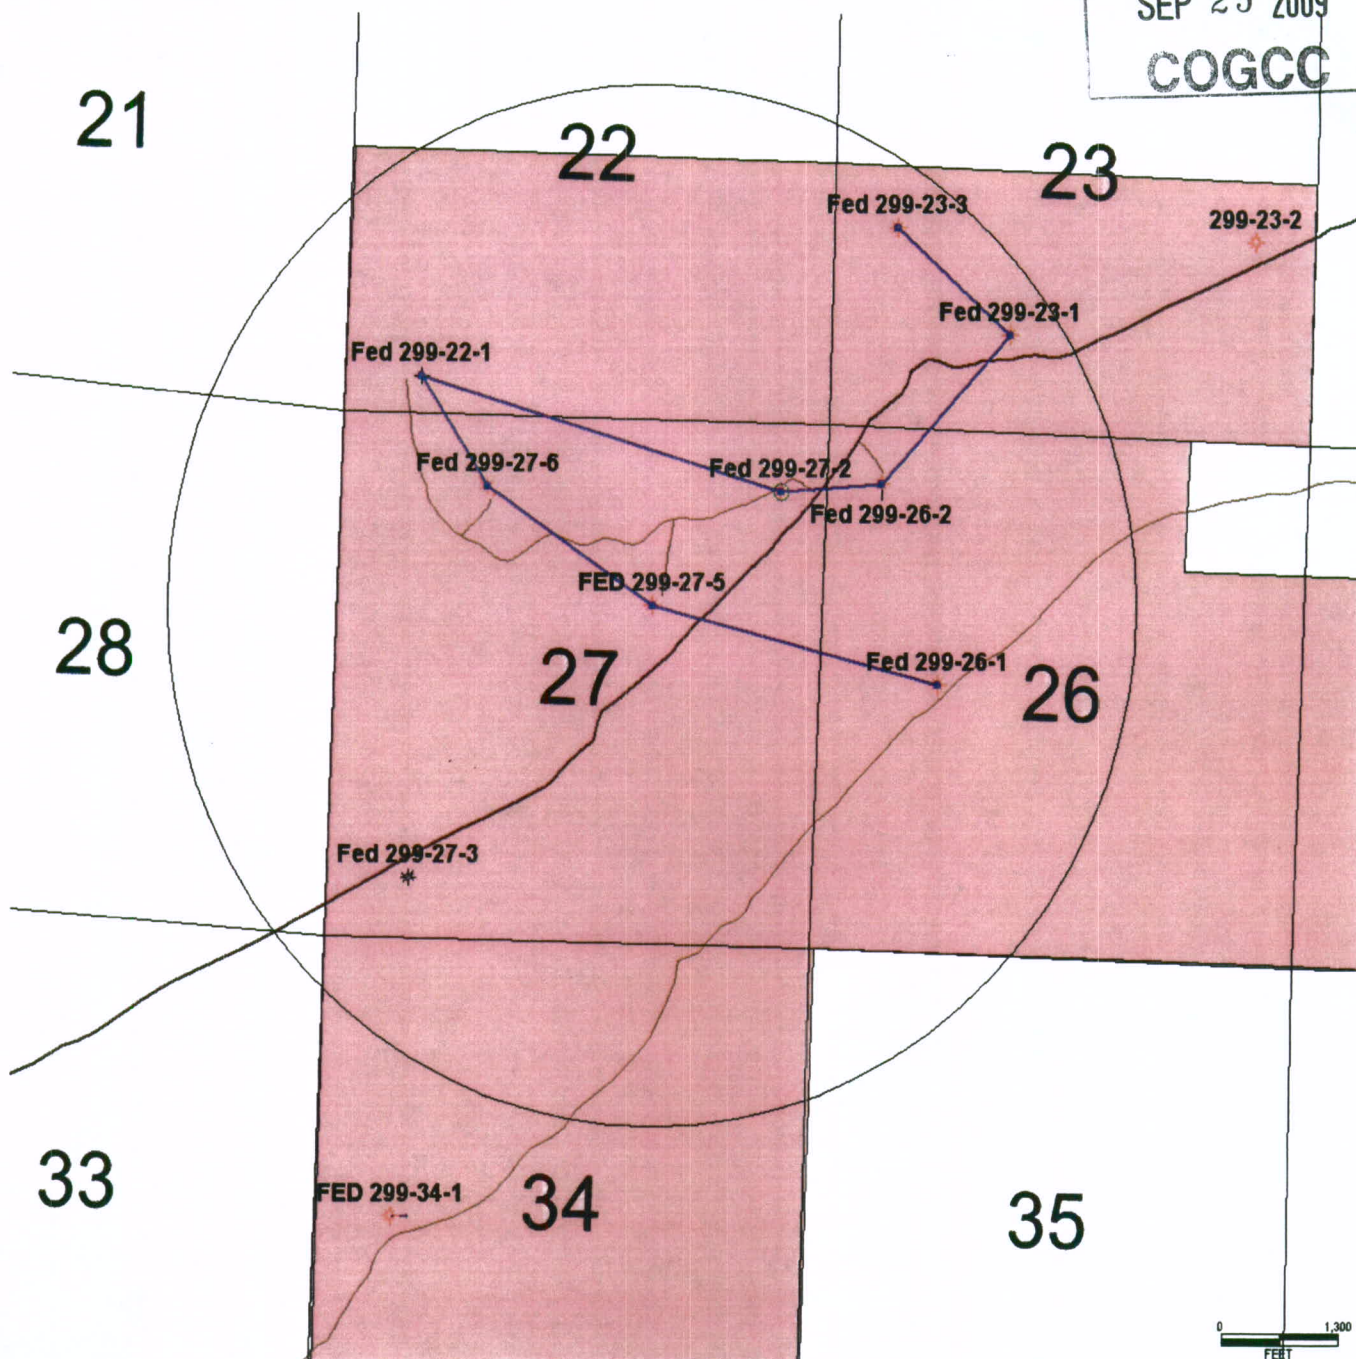 SEP 25 2009
COGCC
21
22
23
Fed 299-23-3
299-23-2
Fed 299-23-1
Fed 299-22-1
Fed 299-27-6
Fed 299-27-2
Fed 299-26-2
FED 299-27-5
28
27
Fed 299-26-1
26
Fed 299-27-3
33
FED 299-34-1
34
35
0 1,300
FEET